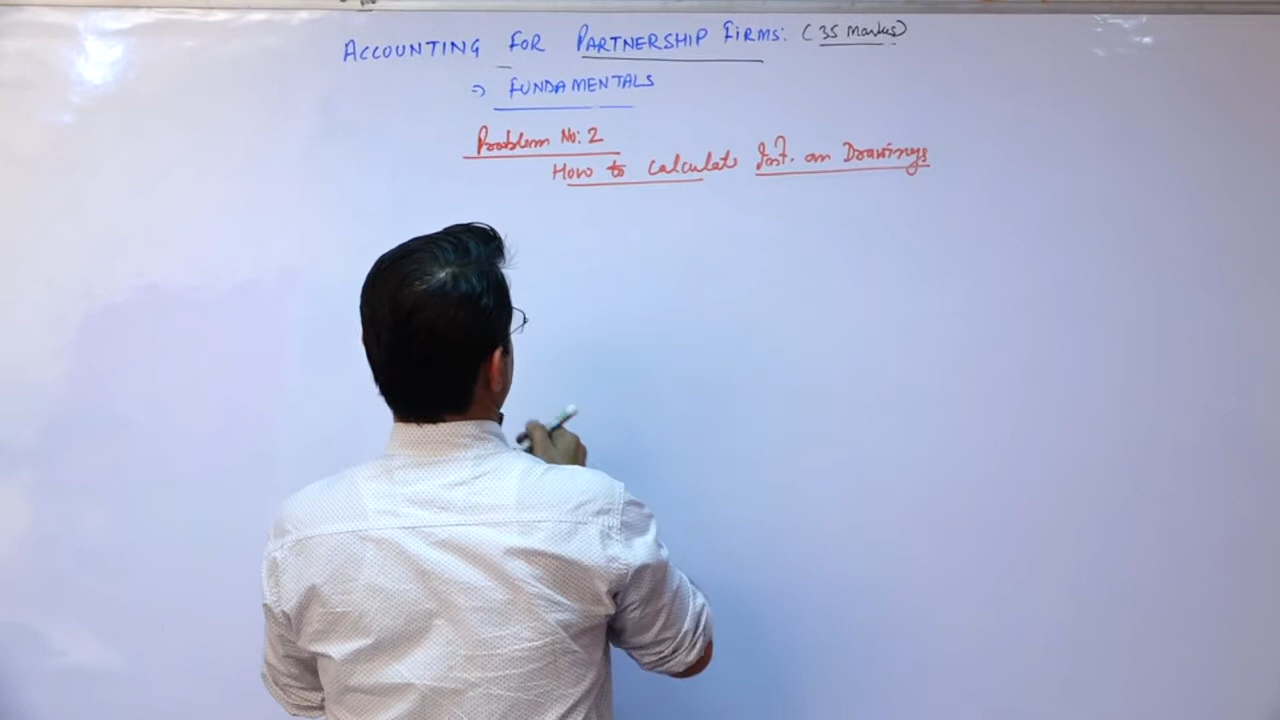 ACCOUNTING FOR PARTNERSHIP FIRMS: (35 Marks)
⇒ FUNDAMENTALS
Problem No: 2
How to calculate Int. on Drawings